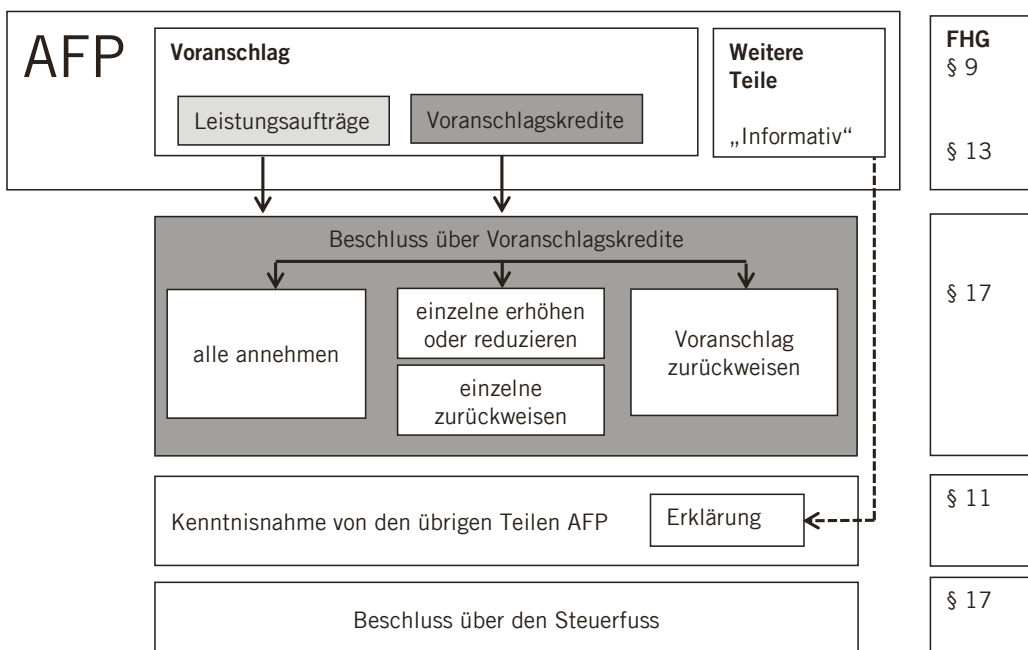 AFP
Voranschlag
Leistungsaufträge
Voranschlagskredite
Weitere
Teile
„Informativ“
FHG
§ 9
§ 13
Beschluss über Voranschlagskredite
alle annehmen
einzelne erhöhen
oder reduzieren
einzelne
zurückweisen
Voranschlag
zurückweisen
§ 17
Kenntnisnahme von den übrigen Teilen AFP
Erklärung
§ 11
Beschluss über den Steuerfuss
§ 17